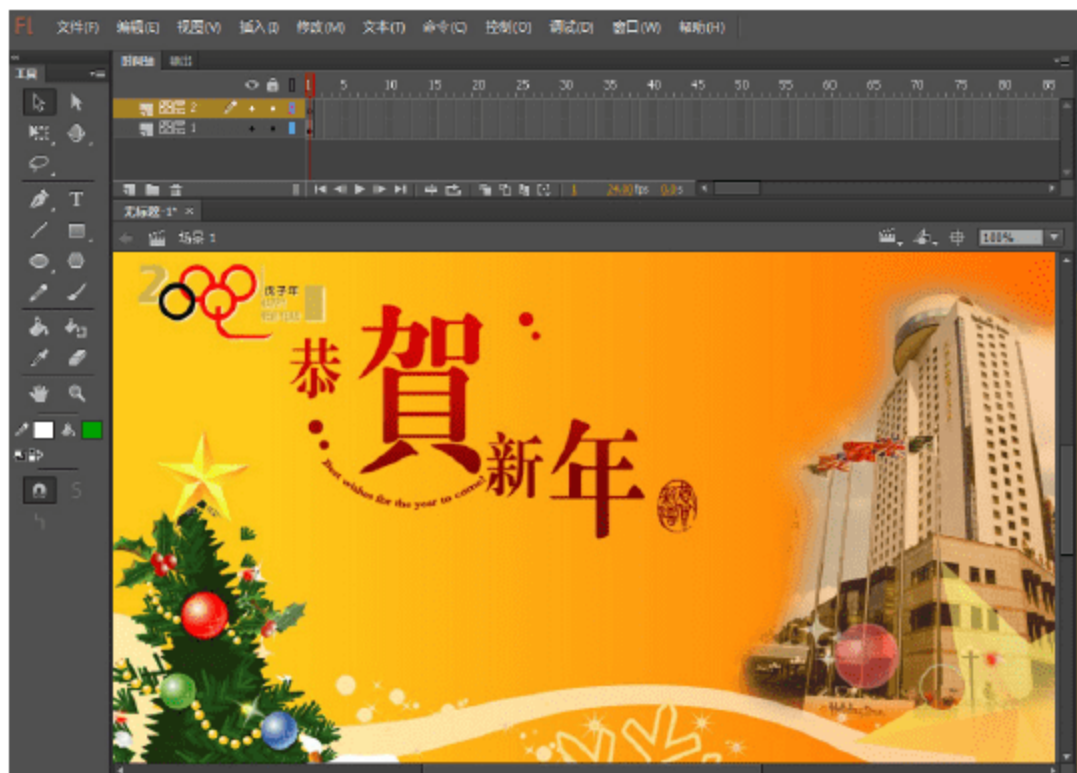 Fl 文件(F) 编辑(E) 视图(V) 插入(I) 修改(M) 文本(T) 命令(C) 控制(O) 调试(D) 窗口(W) 帮助(H)
工具
时间轴 输出
1 5 10 15 20 25 30 35 40 45 50 55 60 65 70 75 80 85
图层 2
图层 1
1 24.00 fps 0.0 s
无标题-1* ×
场景 1
100%
2
戊子年
恭賀新年
Best wishes for the year to come!